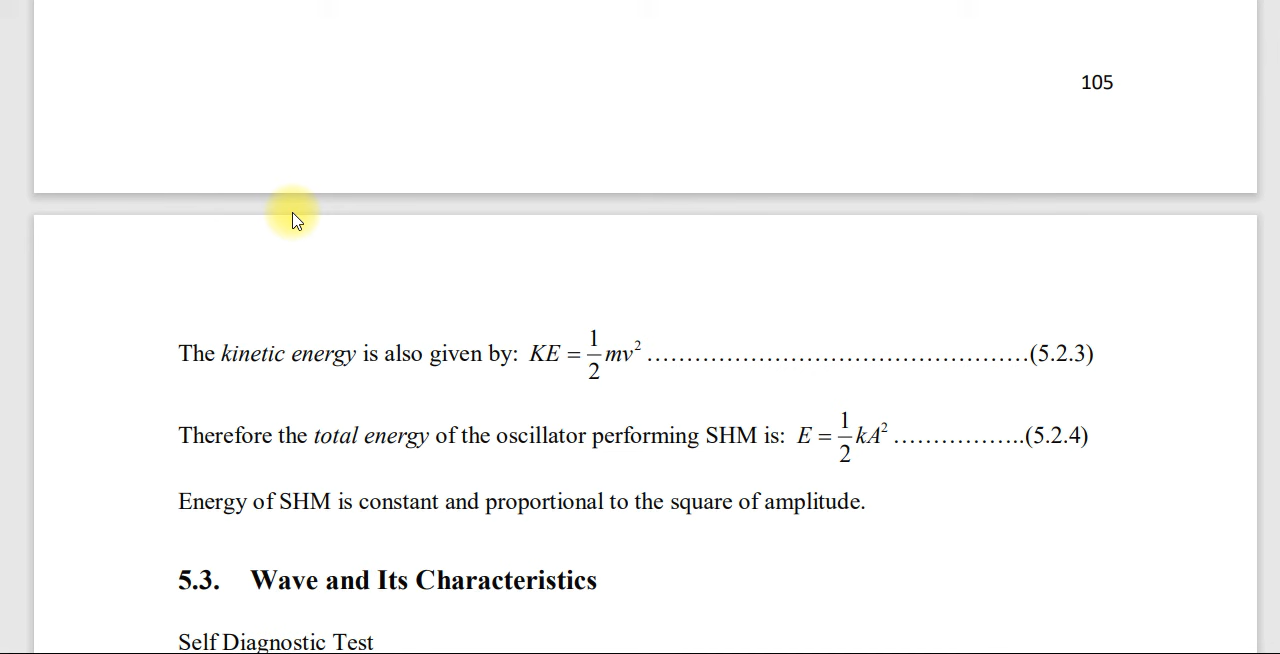 105
The kinetic energy is also given by: KE = 1/2 mv² ................................................(5.2.3)
Therefore the total energy of the oscillator performing SHM is: E = 1/2 kA² .................(5.2.4)
Energy of SHM is constant and proportional to the square of amplitude.
5.3. Wave and Its Characteristics
Self Diagnostic Test